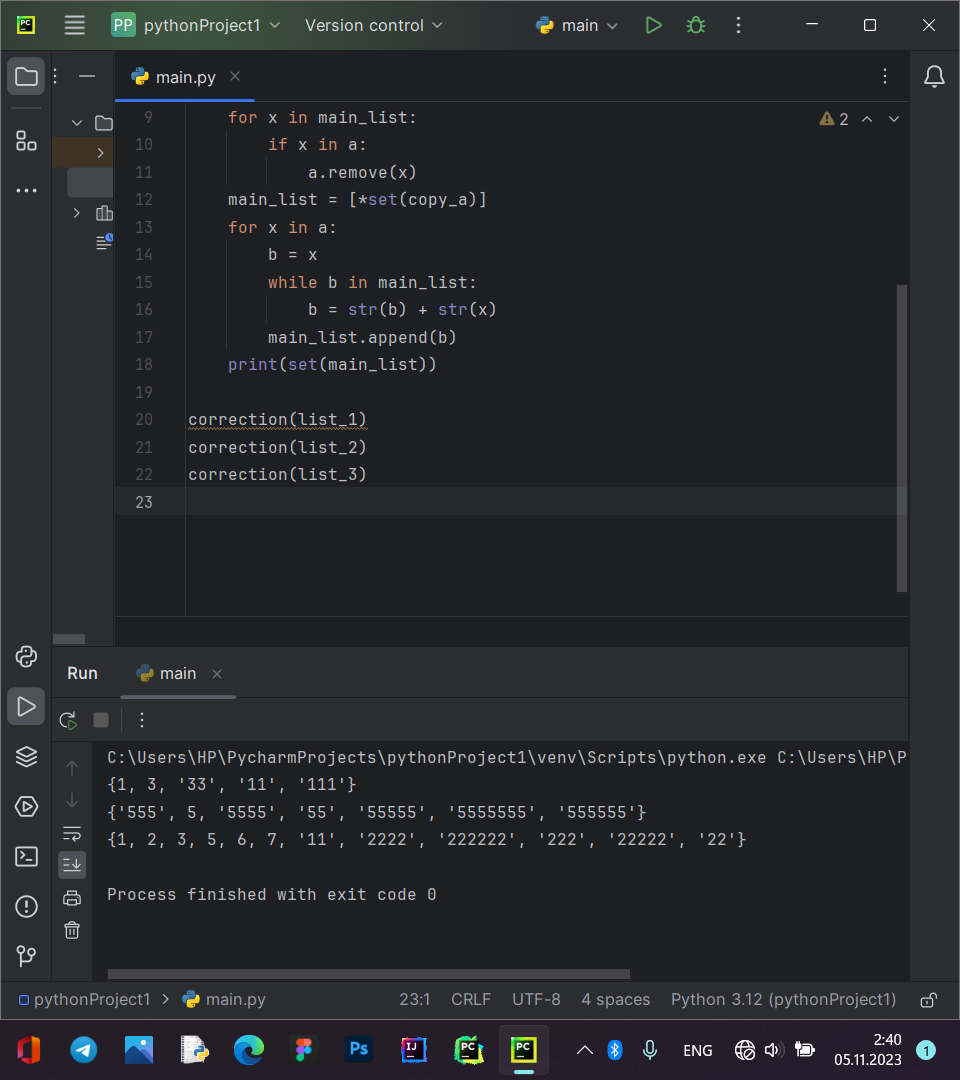 PC
PP pythonProject1 Version control main
main.py
9 for x in main_list:
2
10 if x in a:
11 a.remove(x)
12 main_list = [*set(copy_a)]
13 for x in a:
14 b = x
15 while b in main_list:
16 b = str(b) + str(x)
17 main_list.append(b)
18 print(set(main_list))
19
20 correction(list_1)
21 correction(list_2)
22 correction(list_3)
23
Run main
C:\Users\HP\PycharmProjects\pythonProject1\venv\Scripts\python.exe C:\Users\HP\P
{1, 3, '33', '11', '111'}
{'555', 5, '5555', '55', '55555', '5555555', '555555'}
{1, 2, 3, 5, 6, 7, '11', '2222', '222222', '222', '22222', '22'}
Process finished with exit code 0
pythonProject1 > main.py 23:1 CRLF UTF-8 4 spaces Python 3.12 (pythonProject1)
Ps IJ PC PC ENG 2:40 1
05.11.2023